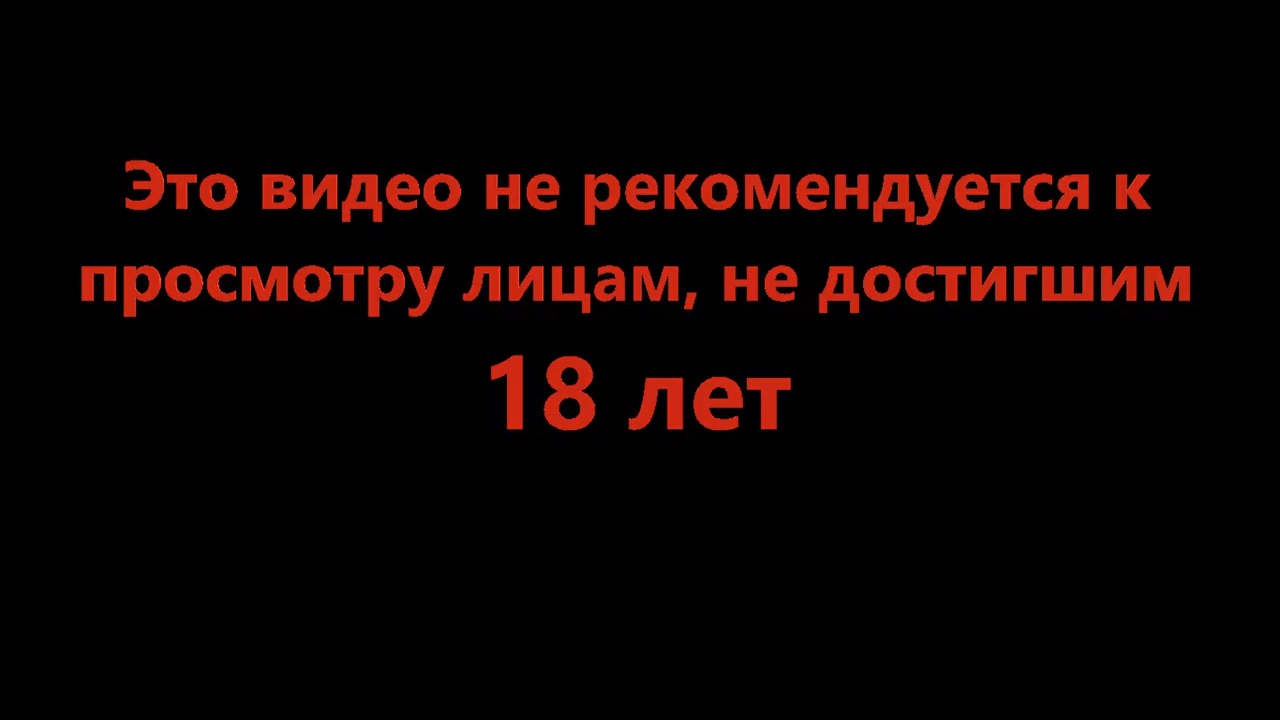 Это видео не рекомендуется к
просмотру лицам, не достигшим
18 лет